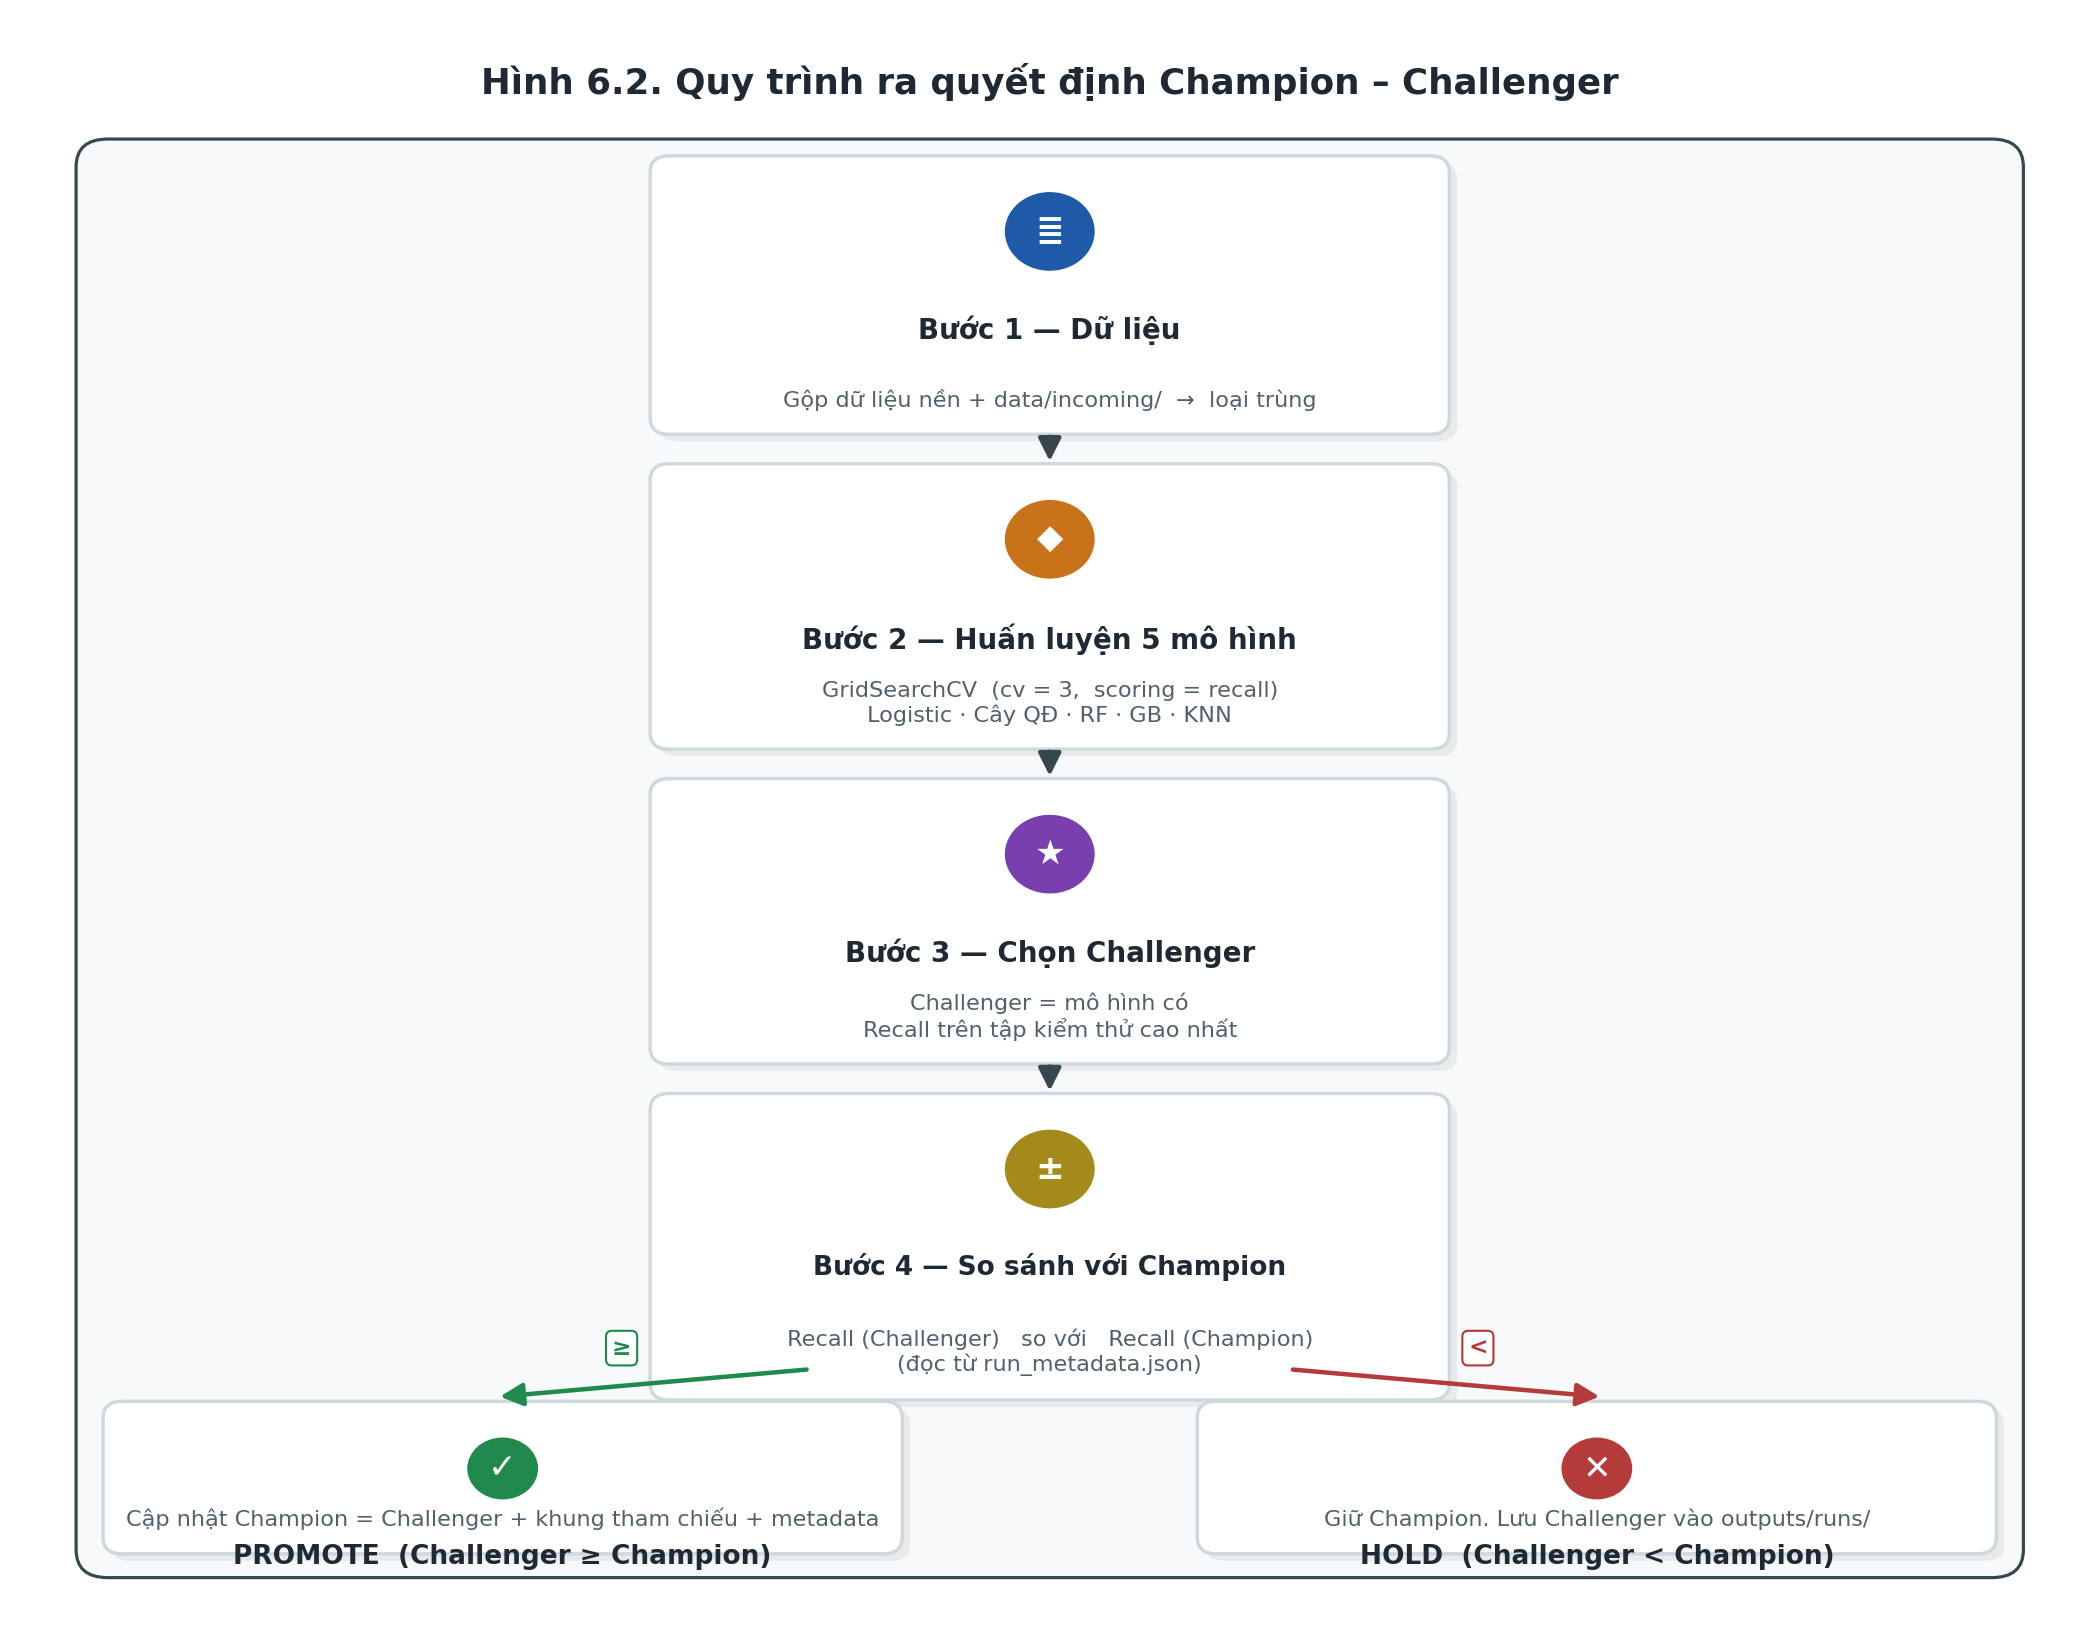 Hình 6.2. Quy trình ra quyết định Champion – Challenger
Bước 1 — Dữ liệu
Gộp dữ liệu nền + data/incoming/ → loại trùng
Bước 2 — Huấn luyện 5 mô hình
GridSearchCV (cv = 3, scoring = recall)
Logistic · Cây QĐ · RF · GB · KNN
Bước 3 — Chọn Challenger
Challenger = mô hình có
Recall trên tập kiểm thử cao nhất
±
Bước 4 — So sánh với Champion
Recall (Challenger) so với Recall (Champion)
(đọc từ run_metadata.json)
≥
<
✓
Cập nhật Champion = Challenger + khung tham chiếu + metadata
PROMOTE (Challenger ≥ Champion)
✕
Giữ Champion. Lưu Challenger vào outputs/runs/
HOLD (Challenger < Champion)